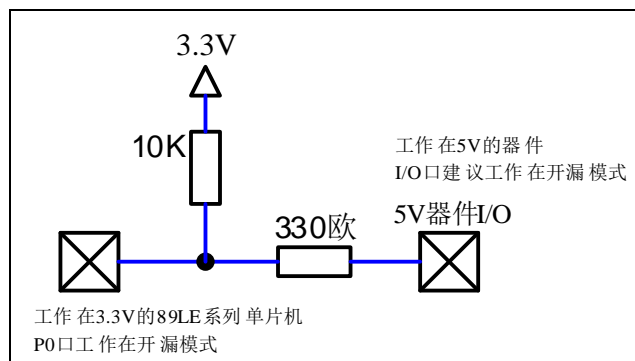 3.3V
10K
工作在5V的器件
I/O口建议工作在开漏模式
330欧
5V器件I/O
工作在3.3V的89LE系列单片机
P0口工作在开漏模式